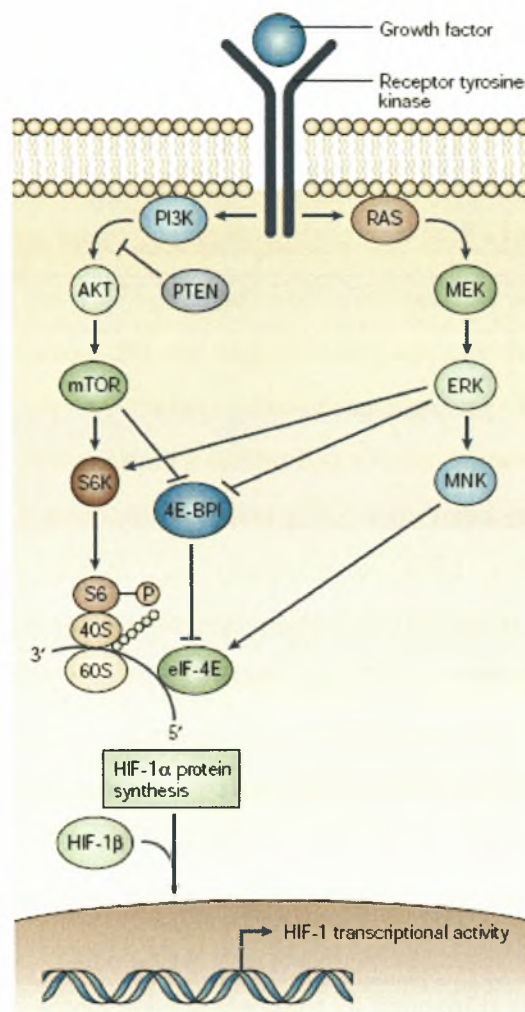 Growth factor
Receptor tyrosine
kinase
PI3K
RAS
AKT
PTEN
MEK
mTOR
ERK
S6K
4E-BPI
MNK
S6
P
40S
3′
60S
eIF-4E
5′
HIF-1α protein
synthesis
HIF-1β
HIF-1 transcriptional activity